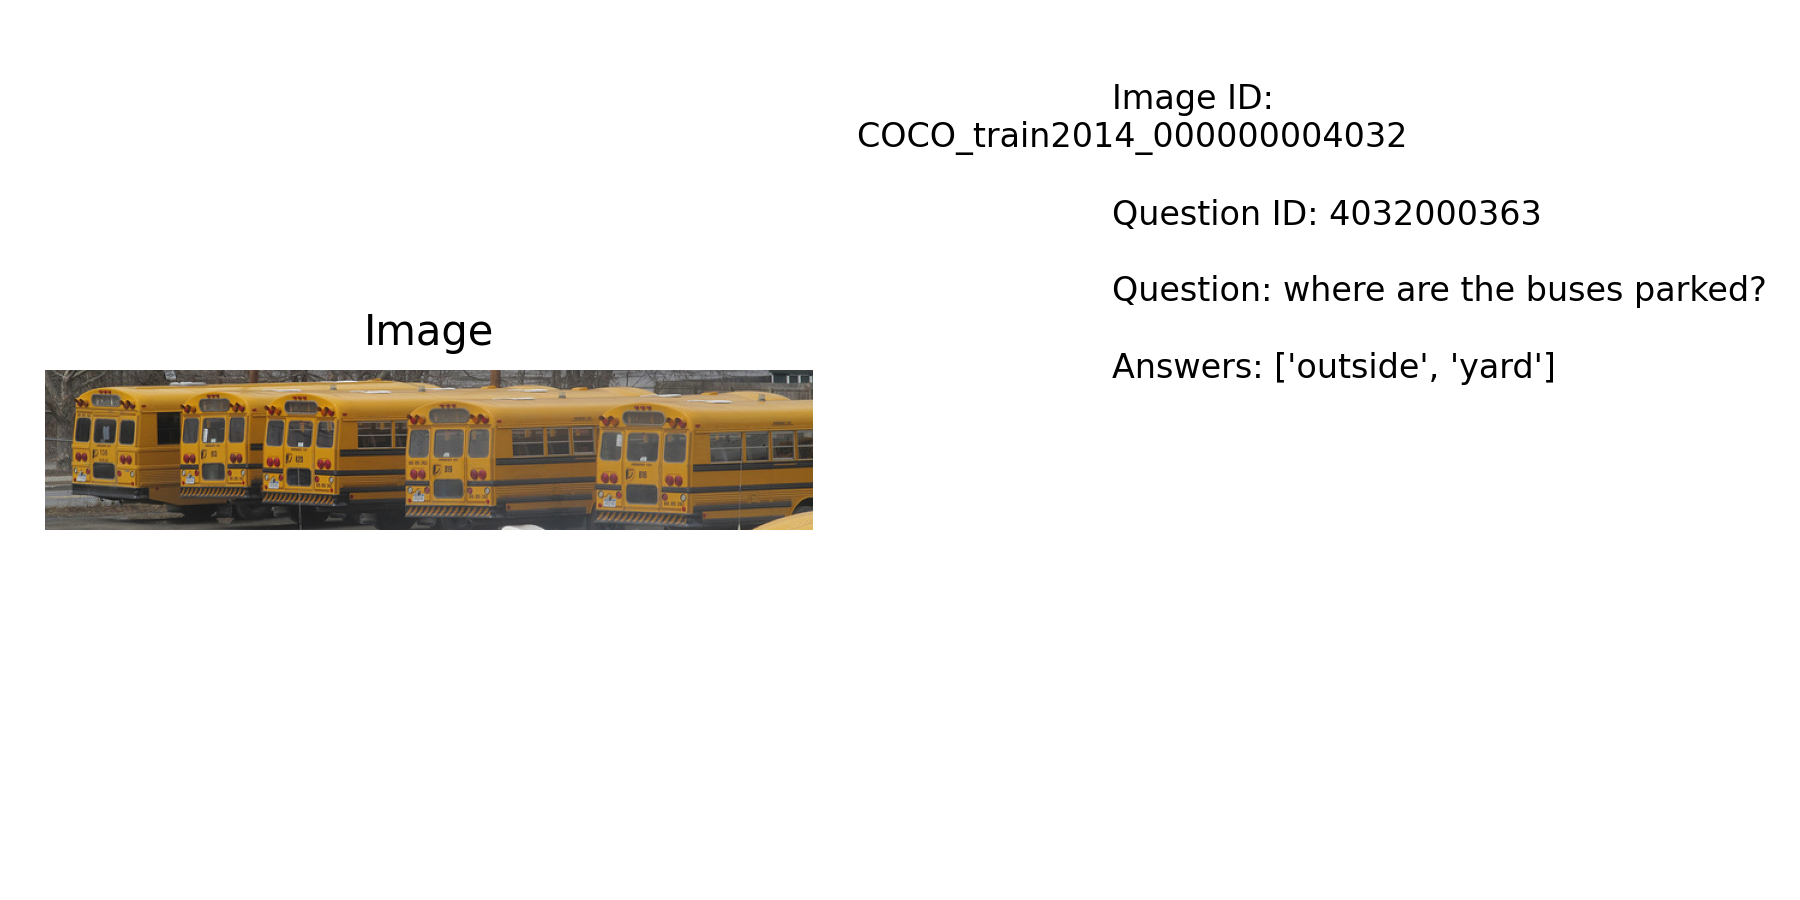 Image ID:
COCO_train2014_000000004032
Question ID: 4032000363
Question: where are the buses parked?
Answers: ['outside', 'yard']
Image